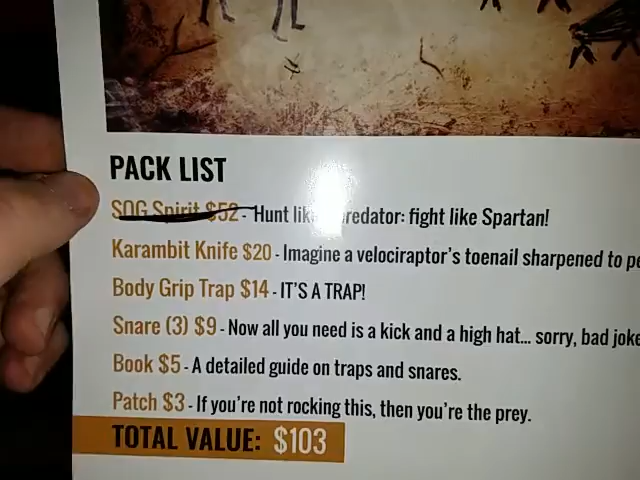 PACK LIST
SOG Spirit $52 - Hunt redator: fight like Spartan!
Karambit Knife $20 - Imagine a velociraptor's toenail sharpened to
Body Grip Trap $14 - IT'S A TRAP!
Snare (3) $9 - Now all you need is a kick and a high hat... sorry, bad joke
Book $5 - A detailed guide on traps and snares.
Patch $3 - If you're not rocking this, then you're the prey.
TOTAL VALUE: $103